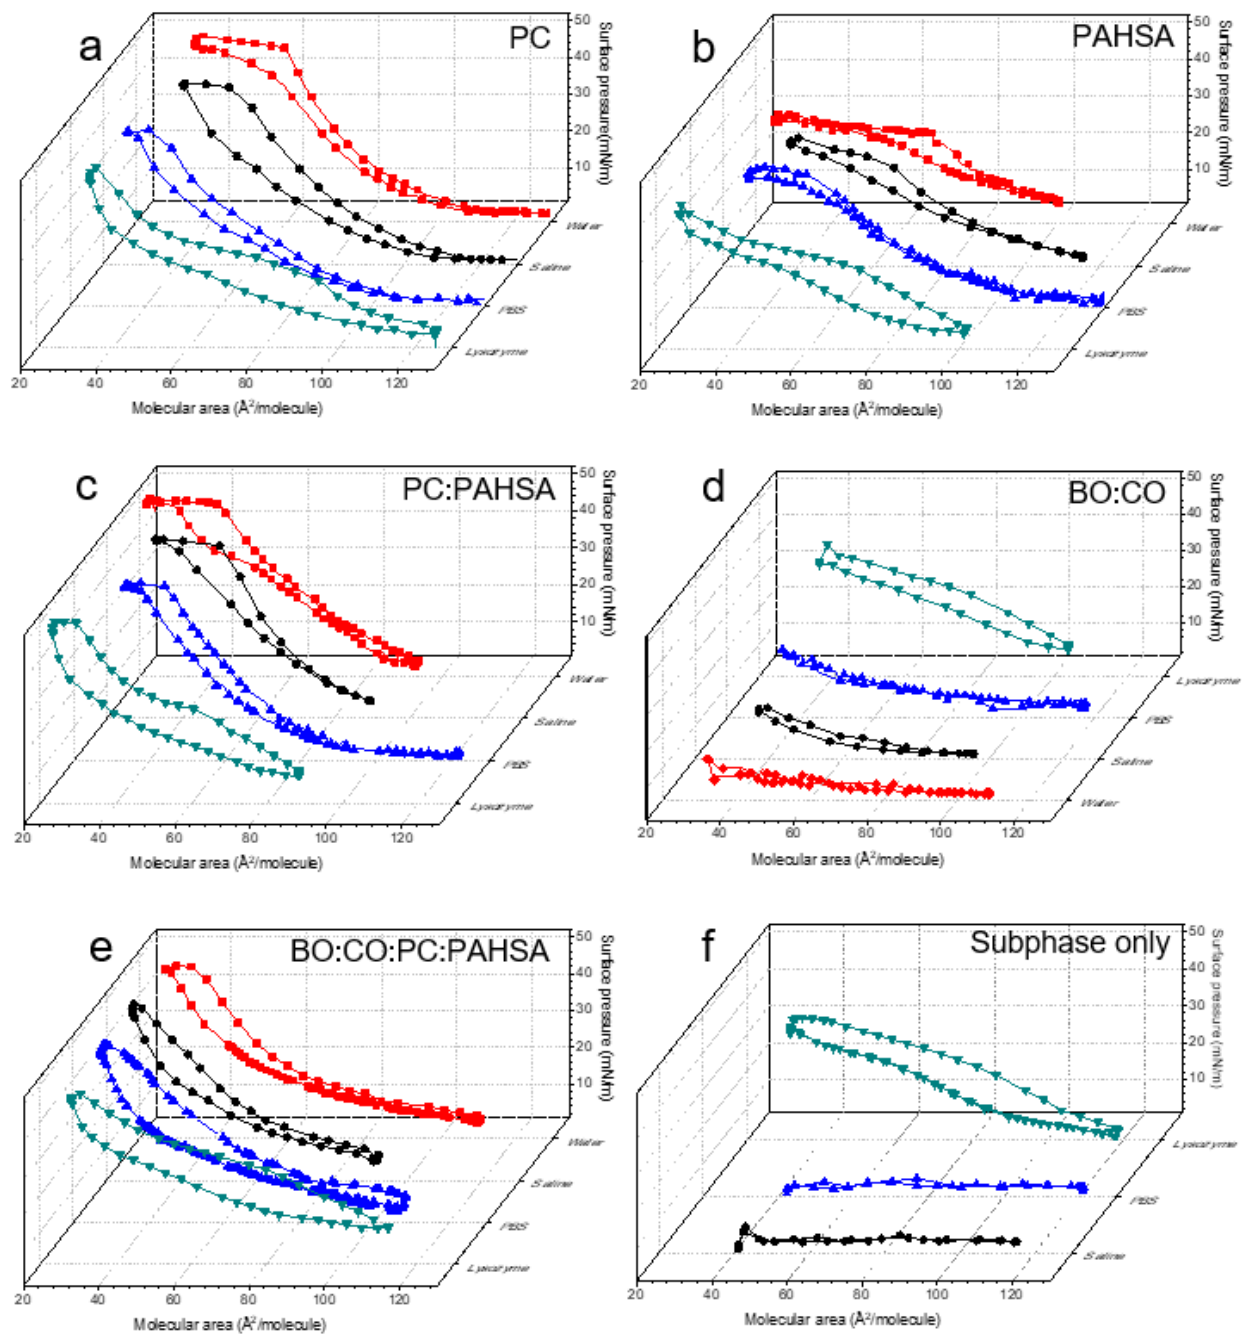 a
PC
50
40
30
20
10
Surface pressure(mN/m)
Water
Saline
PBS
Lysozyme
20 40 60 80 100 120
Molecular area (Å²/molecule)
b
PAHSA
50
40
30
20
10
Surface pressure (mN/m)
Water
Saline
PBS
Lysozyme
20 40 60 80 100 120
Molecular area (Å²/molecule)
c
PC:PAHSA
50
40
30
20
10
Surface pressure (mN/m)
Water
Saline
PBS
Lysozyme
20 40 60 80 100 120
Molecular area (Å²/molecule)
d
BO:CO
50
40
30
20
10
Surface pressure (mN/m)
Lysozyme
PBS
Saline
Water
20 40 60 80 100 120
Molecular area (Å²/molecule)
e
BO:CO:PC:PAHSA
50
40
30
20
10
Surface pressure (mN/m)
Water
Saline
PBS
Lysozyme
20 40 60 80 100 120
Molecular area (Å²/molecule)
f
Subphase only
50
40
30
20
10
Surface pressure (mN/m)
Lysozyme
PBS
Saline
20 40 60 80 100 120
Molecular area (Å²/molecule)